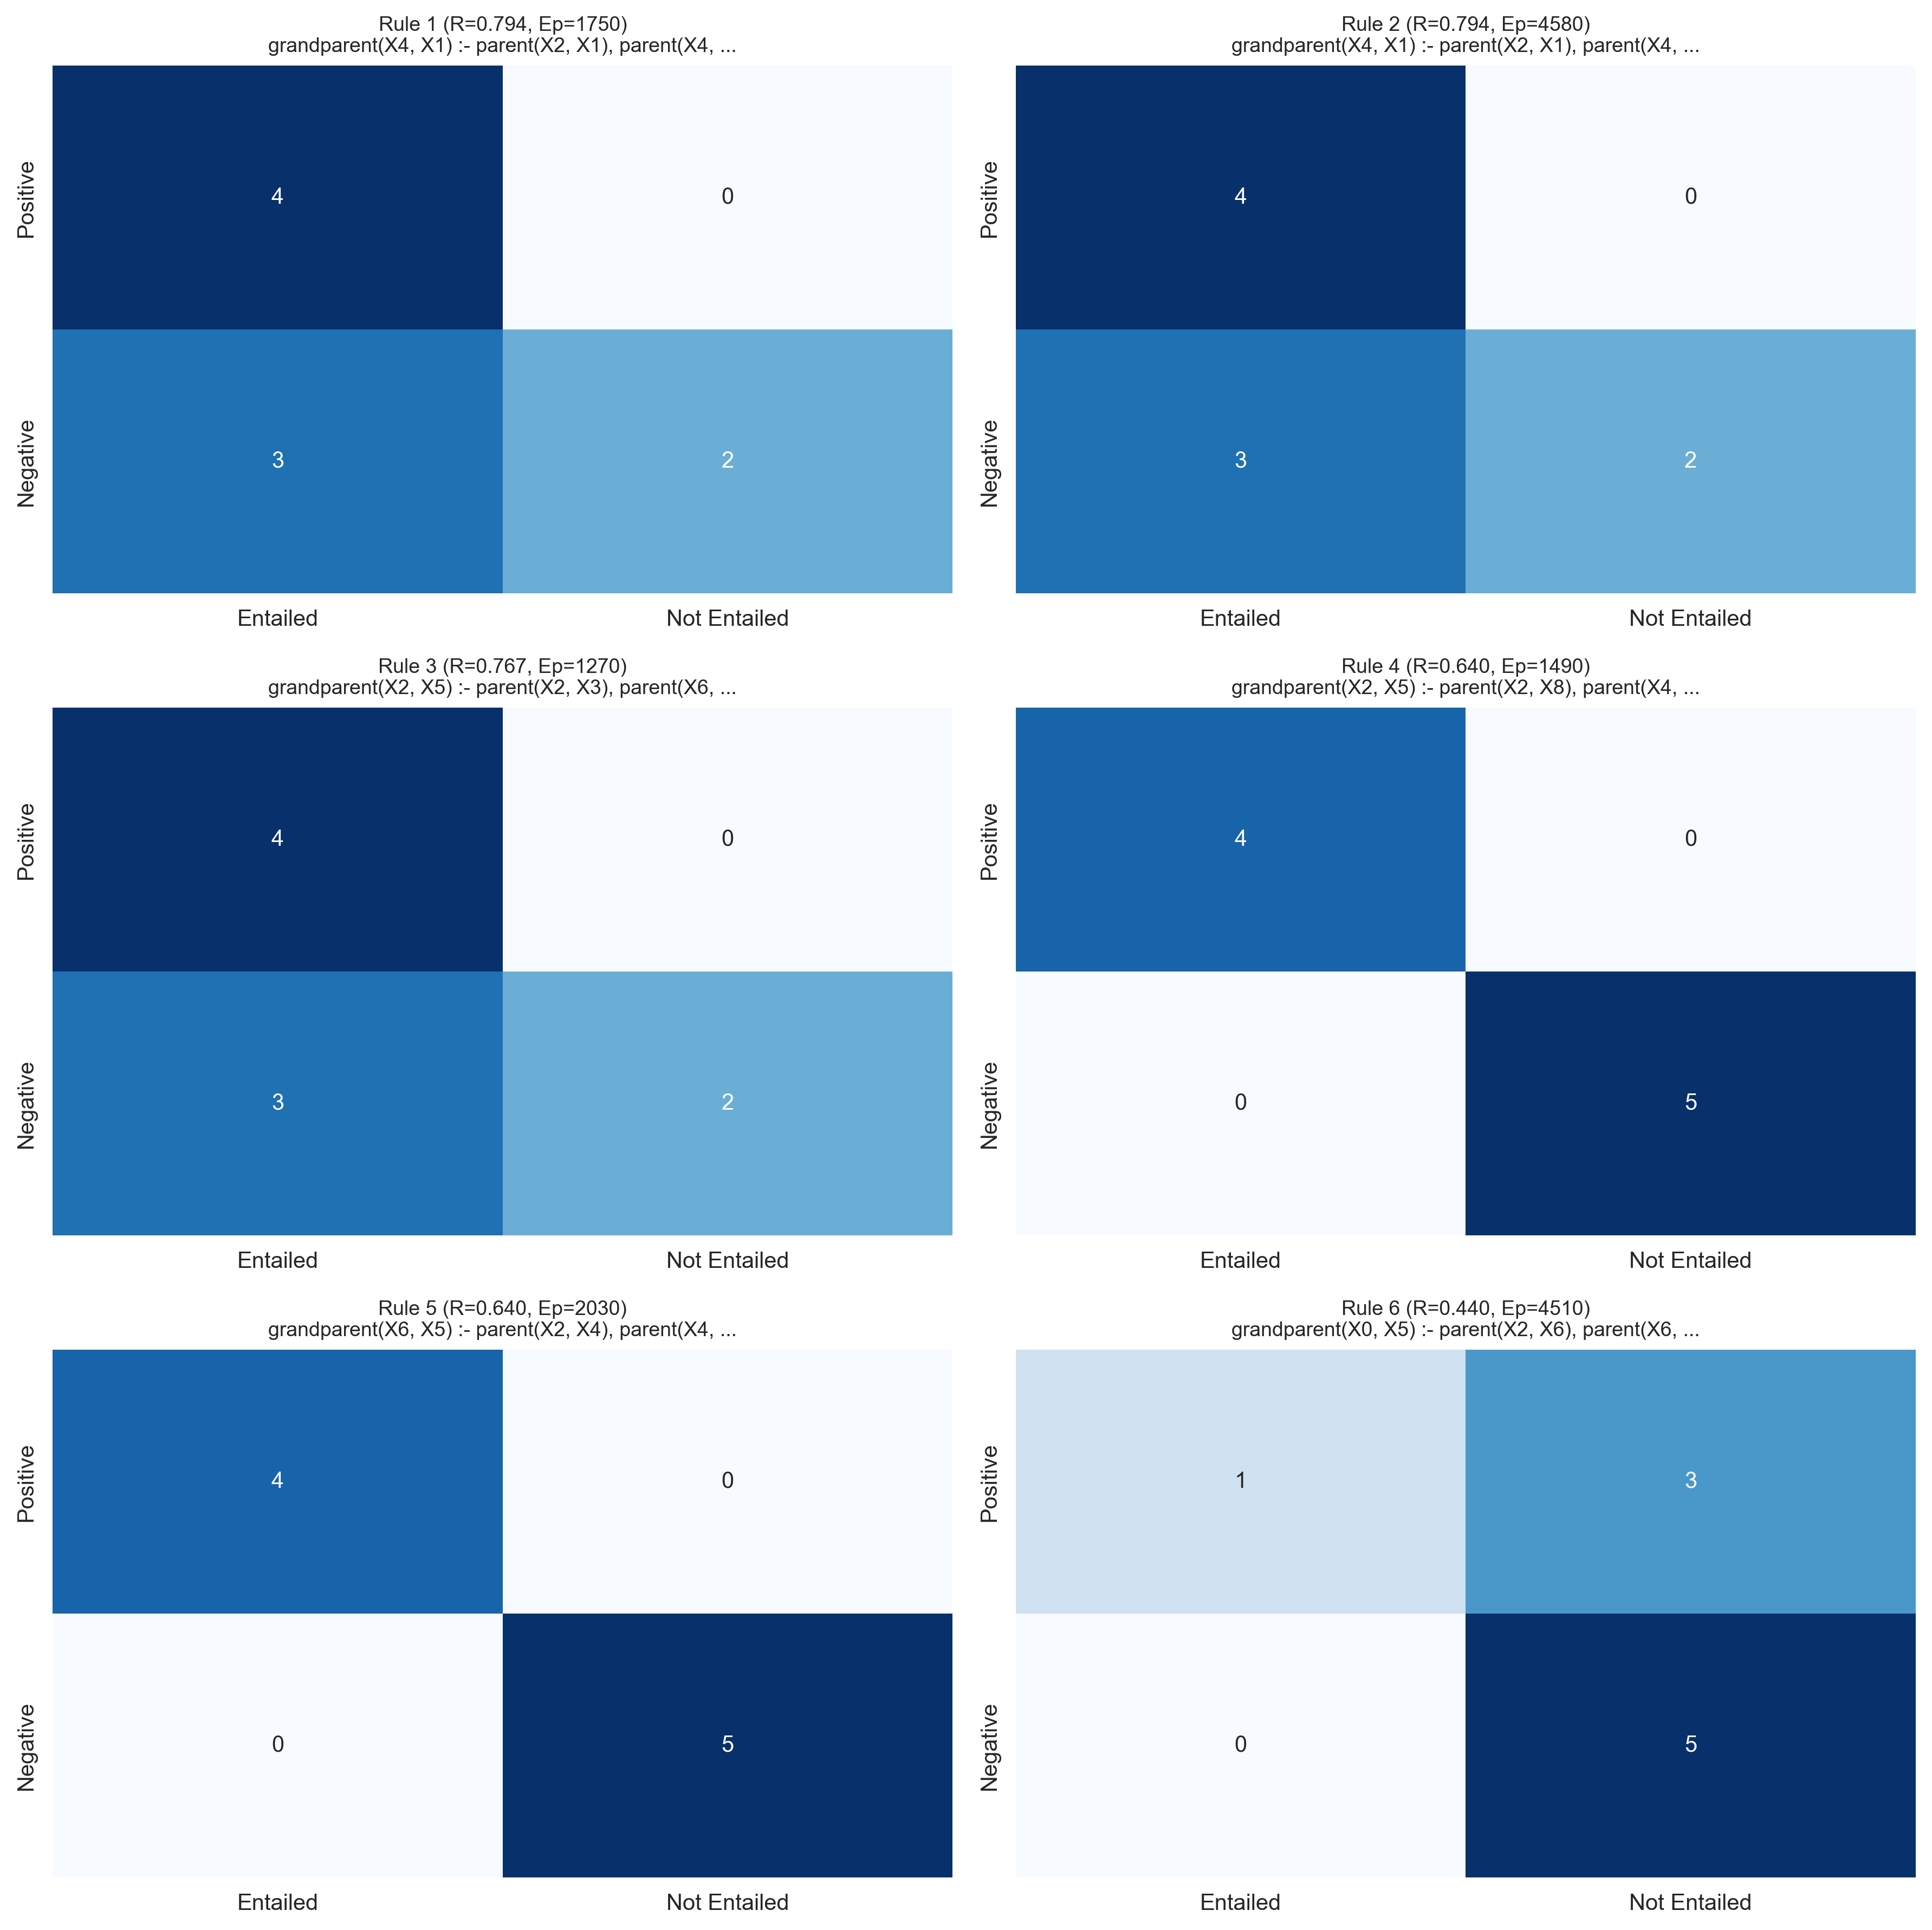 Rule 1 (R=0.794, Ep=1750)
grandparent(X4, X1) :- parent(X2, X1), parent(X4, ...
Positive
4
0
Negative
3
2
Entailed
Not Entailed
Rule 2 (R=0.794, Ep=4580)
grandparent(X4, X1) :- parent(X2, X1), parent(X4, ...
Positive
4
0
Negative
3
2
Entailed
Not Entailed
Rule 3 (R=0.767, Ep=1270)
grandparent(X2, X5) :- parent(X2, X3), parent(X6, ...
Positive
4
0
Negative
3
2
Entailed
Not Entailed
Rule 4 (R=0.640, Ep=1490)
grandparent(X2, X5) :- parent(X2, X8), parent(X4, ...
Positive
4
0
Negative
0
5
Entailed
Not Entailed
Rule 5 (R=0.640, Ep=2030)
grandparent(X6, X5) :- parent(X2, X4), parent(X4, ...
Positive
4
0
Negative
0
5
Entailed
Not Entailed
Rule 6 (R=0.440, Ep=4510)
grandparent(X0, X5) :- parent(X2, X6), parent(X6, ...
Positive
1
3
Negative
0
5
Entailed
Not Entailed